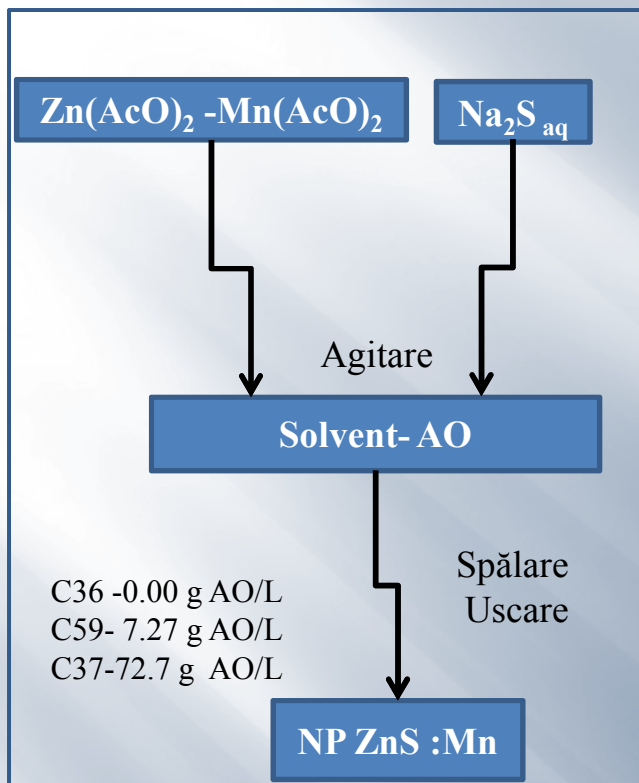 Zn(AcO)₂ -Mn(AcO)₂
Na₂S aq
Agitare
Solvent- AO
Spălare
Uscare
C36 -0.00 g AO/L
C59- 7.27 g AO/L
C37-72.7 g AO/L
NP ZnS :Mn